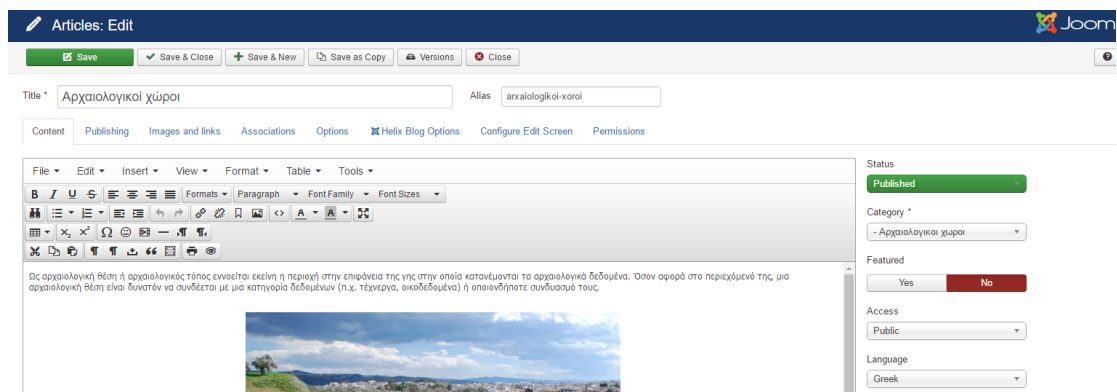 Articles: Edit
Joom
Save
Save & Close
Save & New
Save as Copy
Versions
Close
Title *
Αρχαιολογικοί χώροι
Alias
arxaiologikoi-xoroi
Content
Publishing
Images and links
Associations
Options
Helix Blog Options
Configure Edit Screen
Permissions
File
Edit
Insert
View
Format
Table
Tools
B I U S
Formats
Paragraph
Font Family
Font Sizes
A A
Ως αρχαιολογική θέση ή αρχαιολογικός τόπος εννοείται εκείνη η περιοχή στην επιφάνεια της γης στην οποία κατανέμονται τα αρχαιολογικά δεδομένα. Όσον αφορά στο περιεχόμενό της, μια
αρχαιολογική θέση είναι δυνατόν να συνδέεται με μια κατηγορία δεδομένων (π.χ. τέχνεργα, οικοδεδομένα) ή οποιονδήποτε συνδυασμό τους.
Status
Published
Category *
- Αρχαιολογικοι χωροι
Featured
Yes
No
Access
Public
Language
Greek